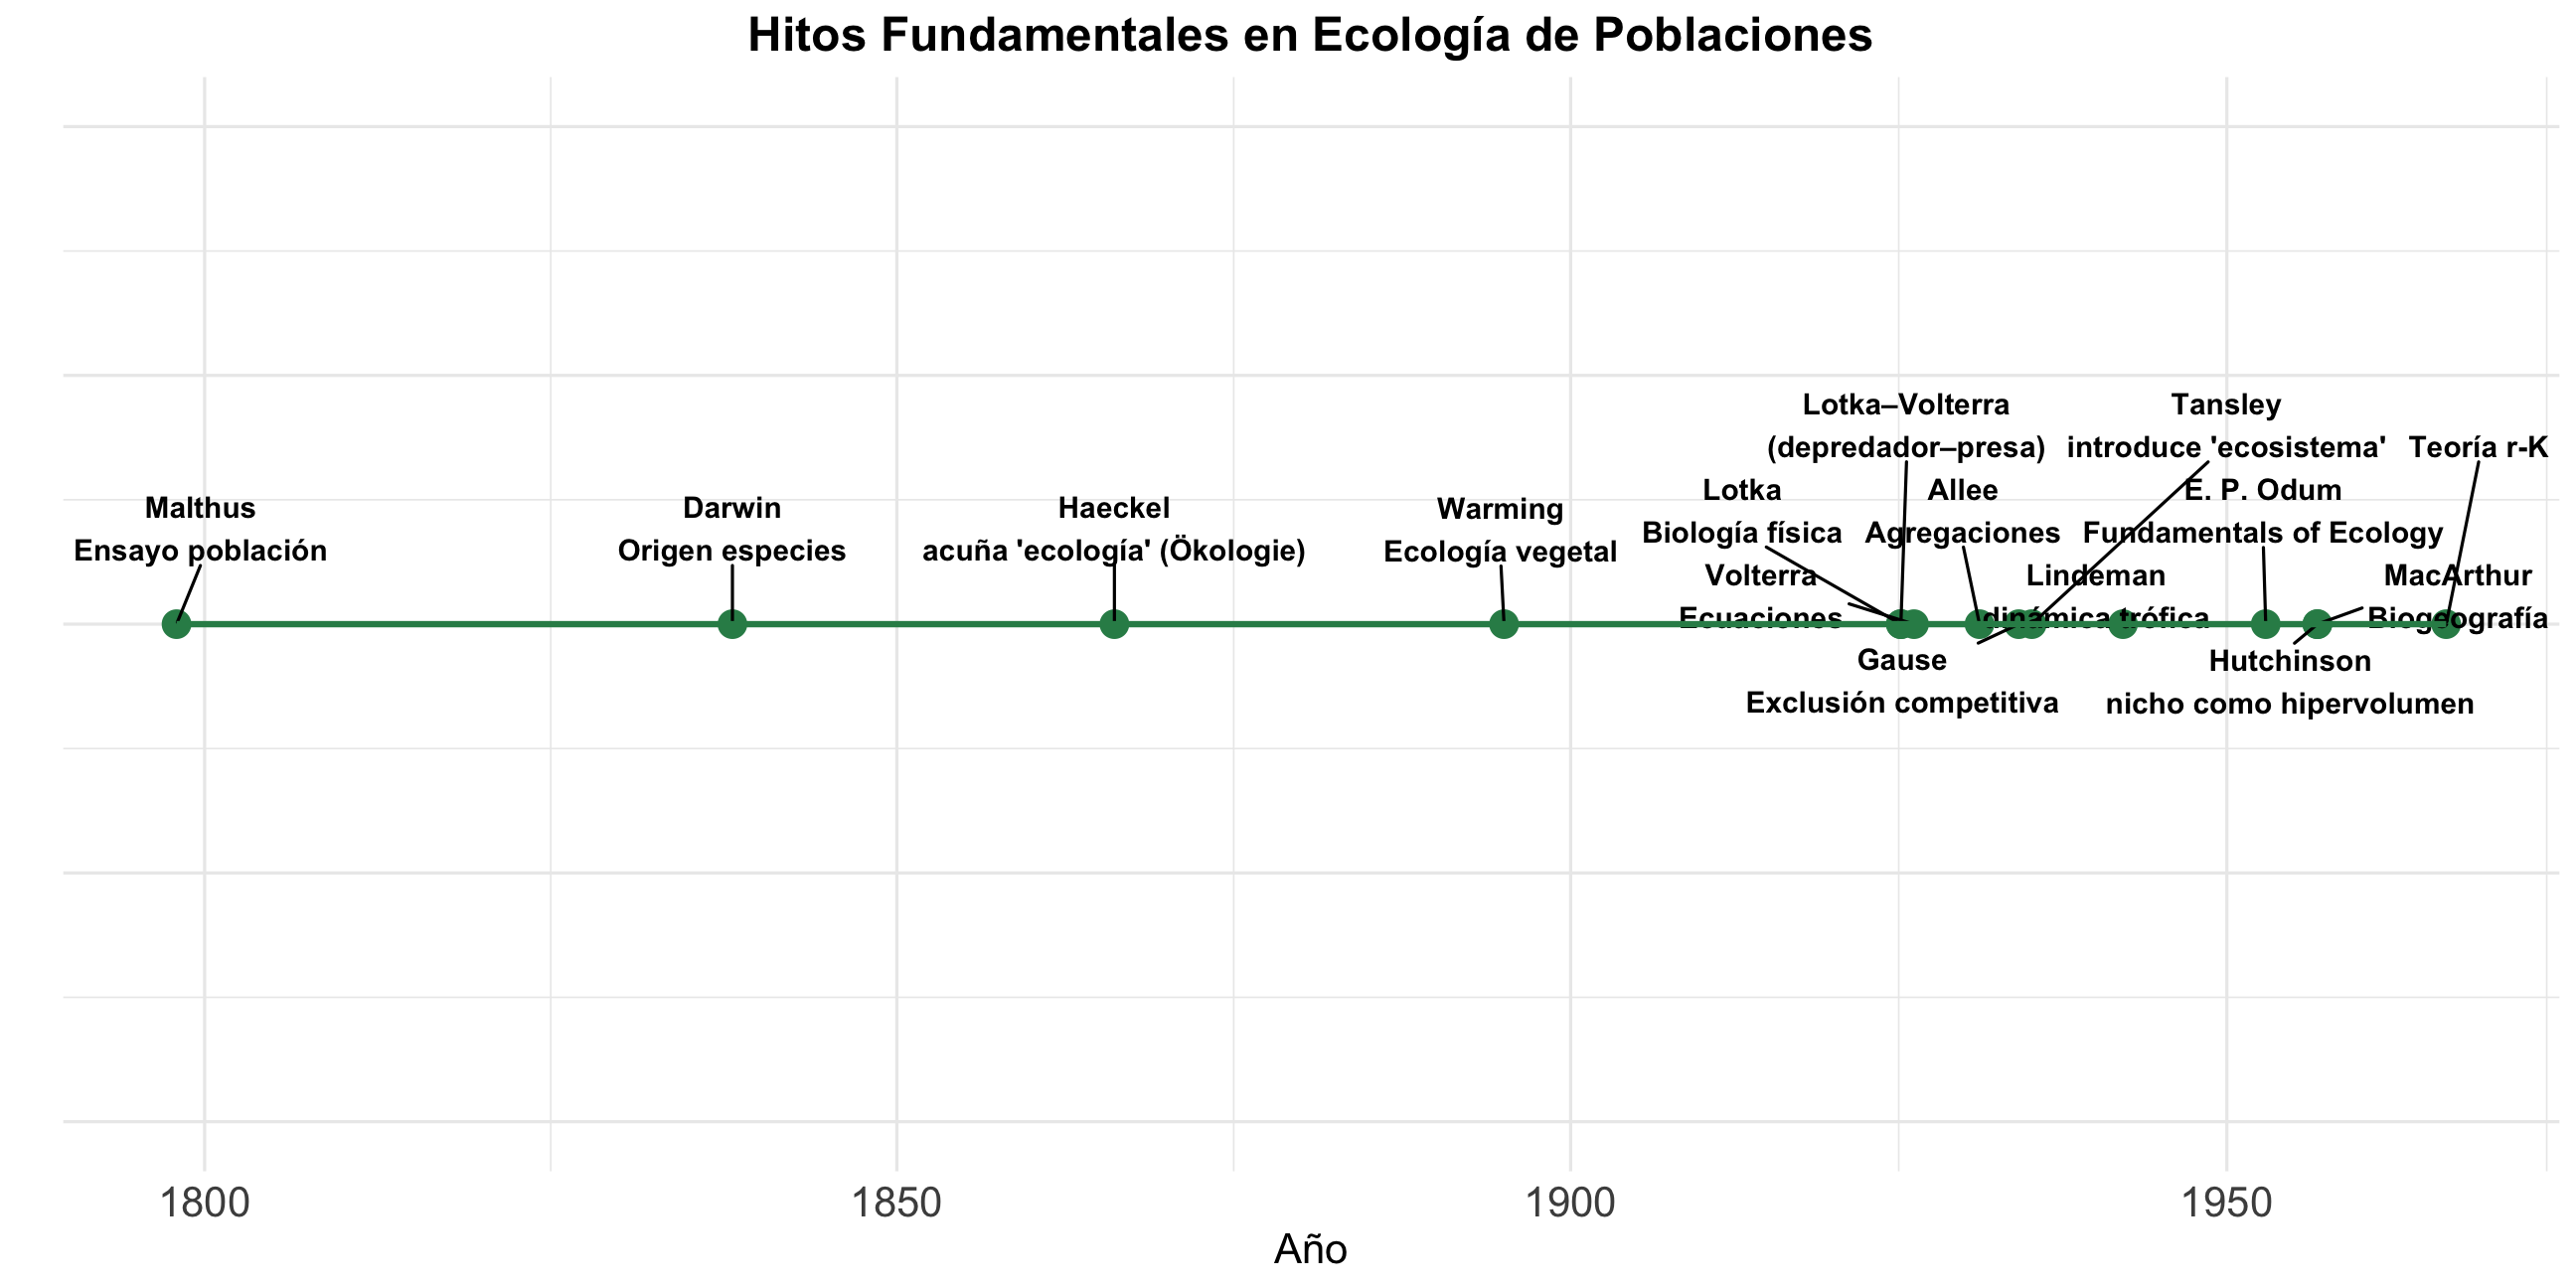 Hitos Fundamentales en Ecología de Poblaciones
Malthus
Ensayo población
Darwin
Origen especies
Haeckel
acuña 'ecología' (Ökologie)
Warming
Ecología vegetal
Lotka–Volterra
(depredador–presa)
Lotka
Biología física
Volterra
Ecuaciones
Allee
Agregaciones
Gause
Exclusión competitiva
Tansley
introduce 'ecosistema'
Lindeman
dinámica trófica
E. P. Odum
Fundamentals of Ecology
Hutchinson
nicho como hipervolumen
MacArthur
Biogeografía
Teoría r-K
1800
1850
1900
1950
Año